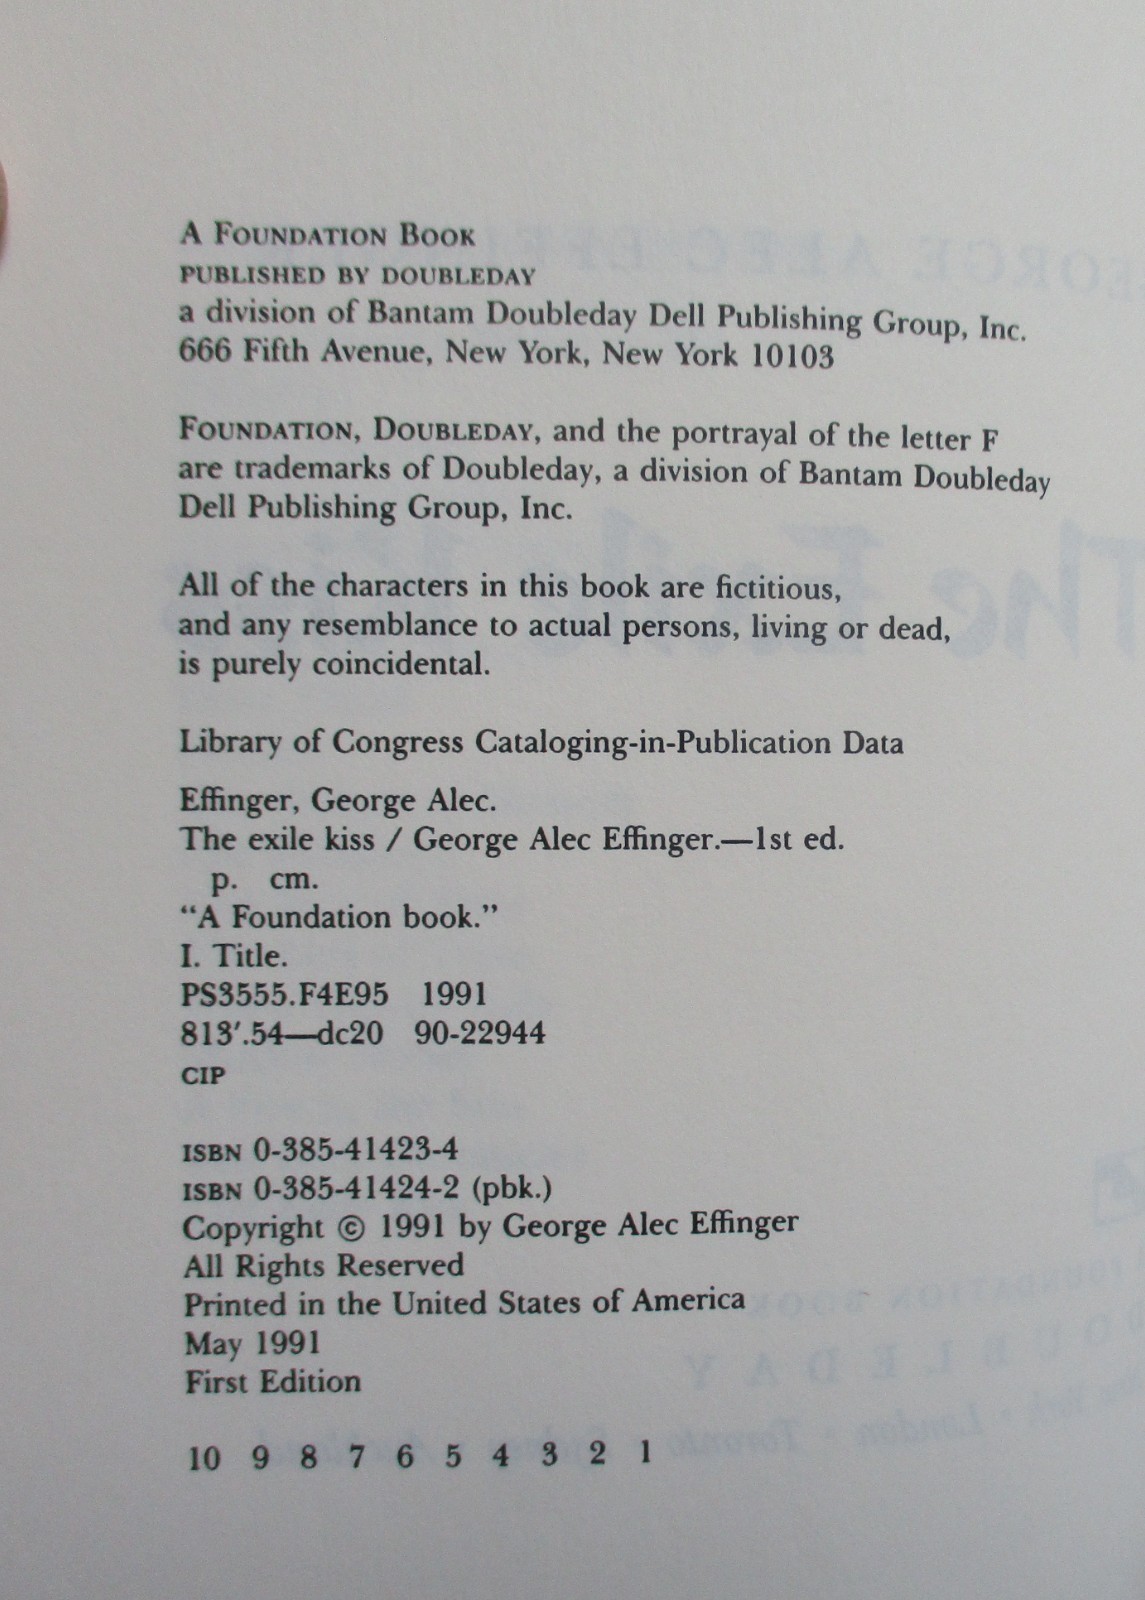 A FOUNDATION BOOK
PUBLISHED BY DOUBLEDAY
a division of Bantam Doubleday Dell Publishing Group, Inc.
666 Fifth Avenue, New York, New York 10103
FOUNDATION, DOUBLEDAY, and the portrayal of the letter F
are trademarks of Doubleday, a division of Bantam Doubleday
Dell Publishing Group, Inc.
All of the characters in this book are fictitious,
and any resemblance to actual persons, living or dead,
is purely coincidental.
Library of Congress Cataloging-in-Publication Data
Effinger, George Alec.
The exile kiss / George Alec Effinger.—1st ed.
p. cm.
“A Foundation book.”
I. Title.
PS3555.F4E95 1991
813′.54—dc20 90-22944
CIP
ISBN 0-385-41423-4
ISBN 0-385-41424-2 (pbk.)
Copyright © 1991 by George Alec Effinger
All Rights Reserved
Printed in the United States of America
May 1991
First Edition
10 9 8 7 6 5 4 3 2 1